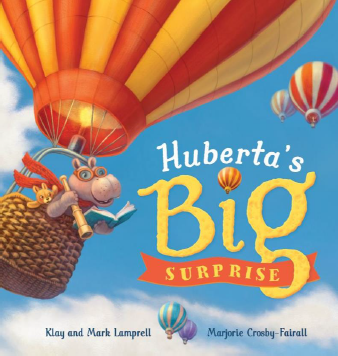 Huberta's
Big
SURPRISE
Klay and Mark Lamprell Marjorie Crosby-Fairall